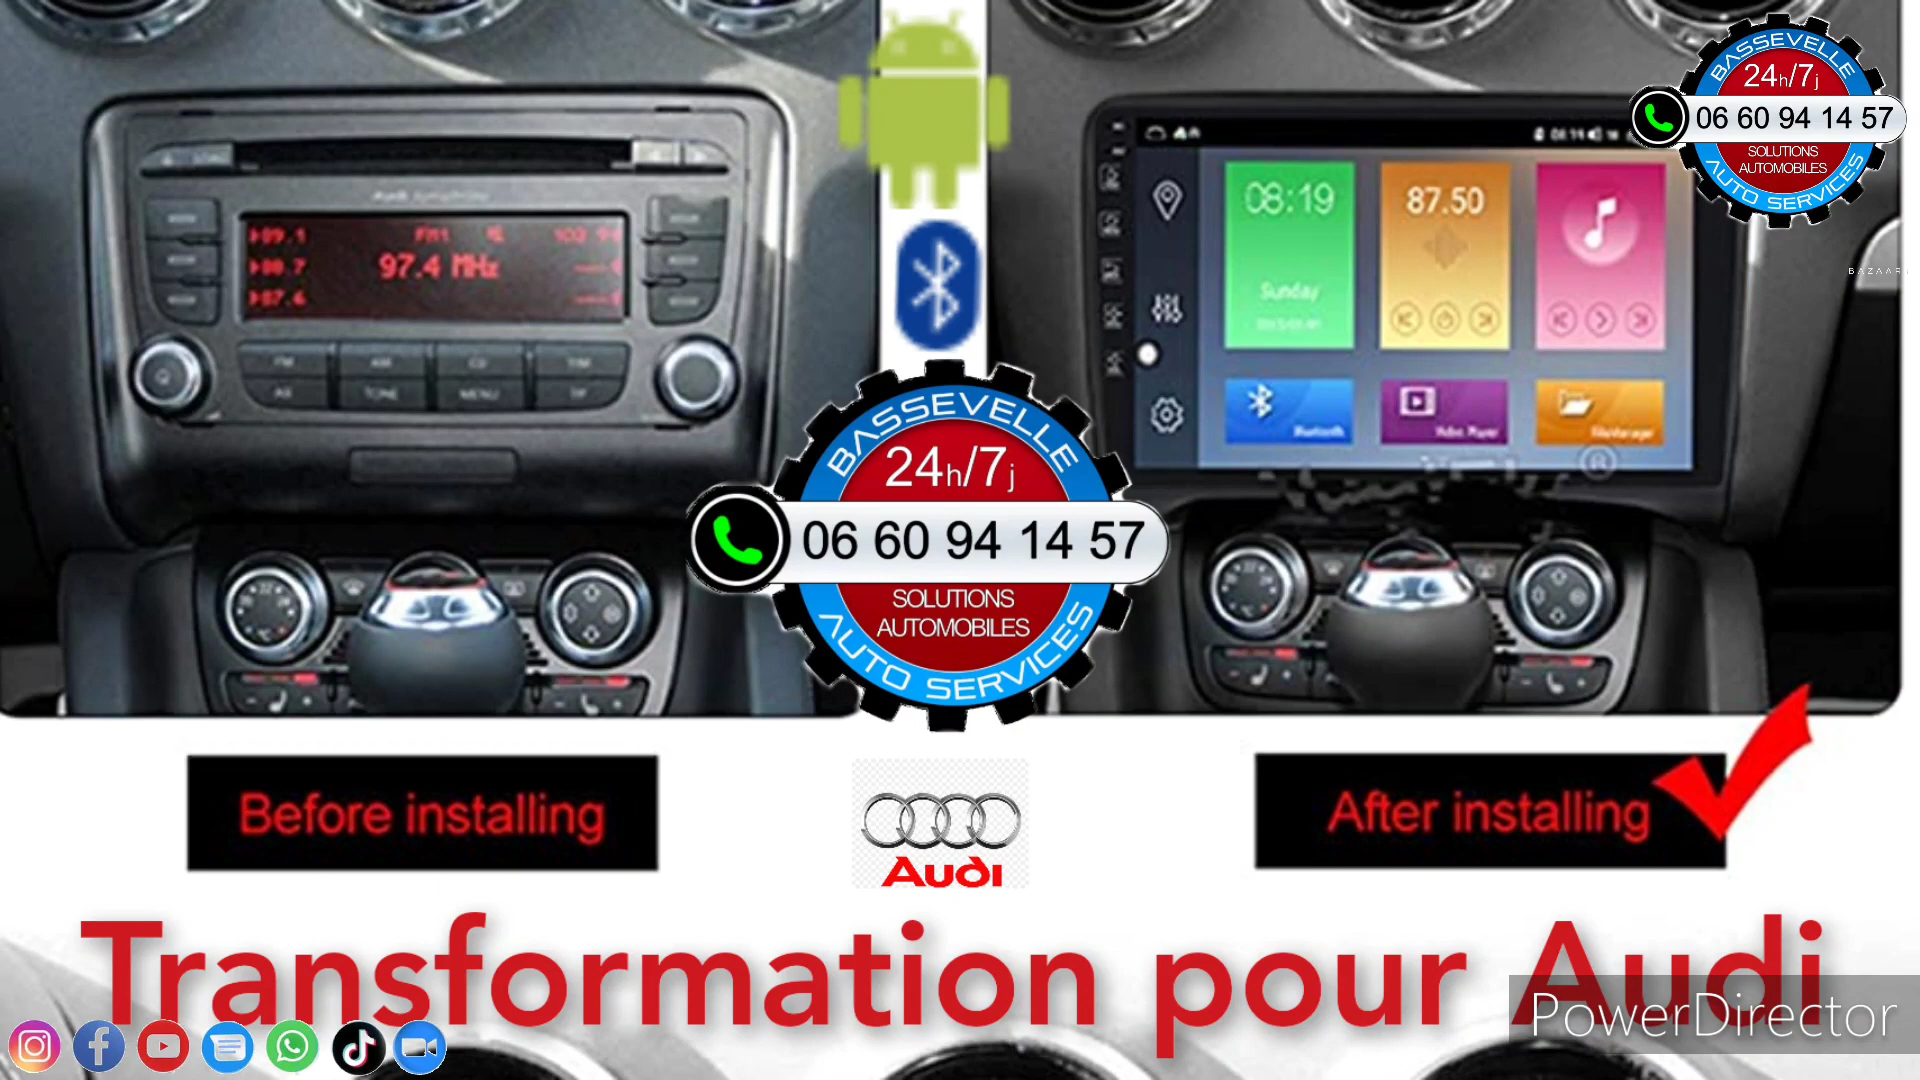 97.4 MHz
BASSEVELLE
24h/7j
06 60 94 14 57
SOLUTIONS
AUTOMOBILES
AUTO SERVICES
08:19
Sunday
87.50
Bluetooth
BASSEVELLE
24h/7j
06 60 94 14 57
SOLUTIONS
AUTOMOBILES
AUTO SERVICES
BAZAAR
Before installing
Audi
After installing
Transformation pour Audi
PowerDirector